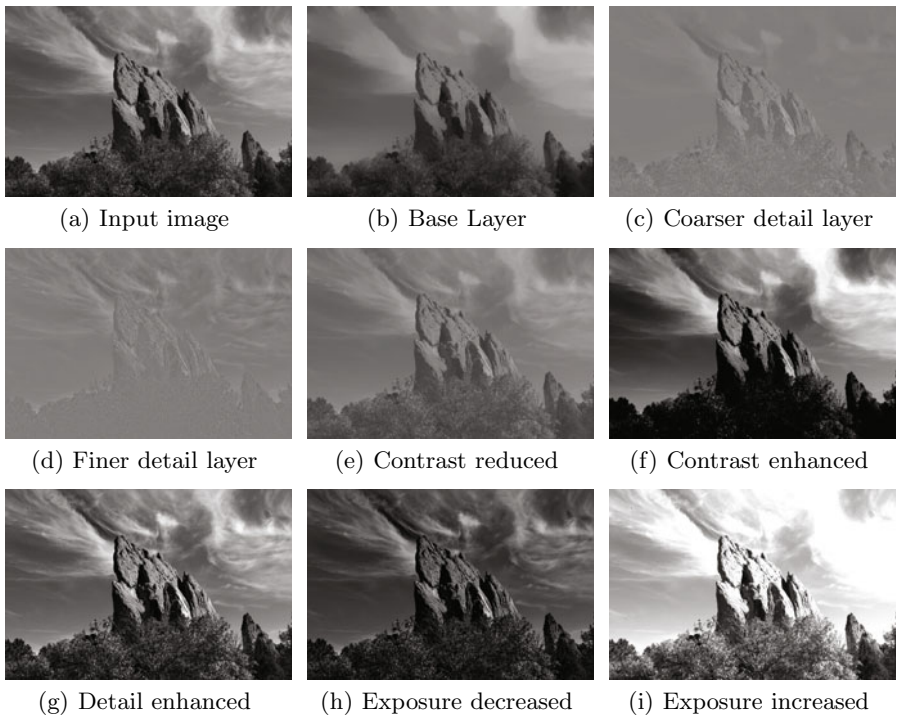 (a) Input image
(b) Base Layer
(c) Coarser detail layer
(d) Finer detail layer
(e) Contrast reduced
(f) Contrast enhanced
(g) Detail enhanced
(h) Exposure decreased
(i) Exposure increased